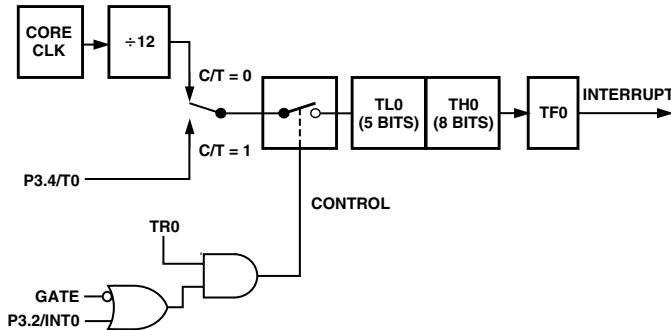 CORE
CLK
÷12
C/T = 0
C/T = 1
P3.4/T0
TL0
(5 BITS)
TH0
(8 BITS)
TF0
INTERRUPT
CONTROL
TR0
GATE
P3.2/INT0